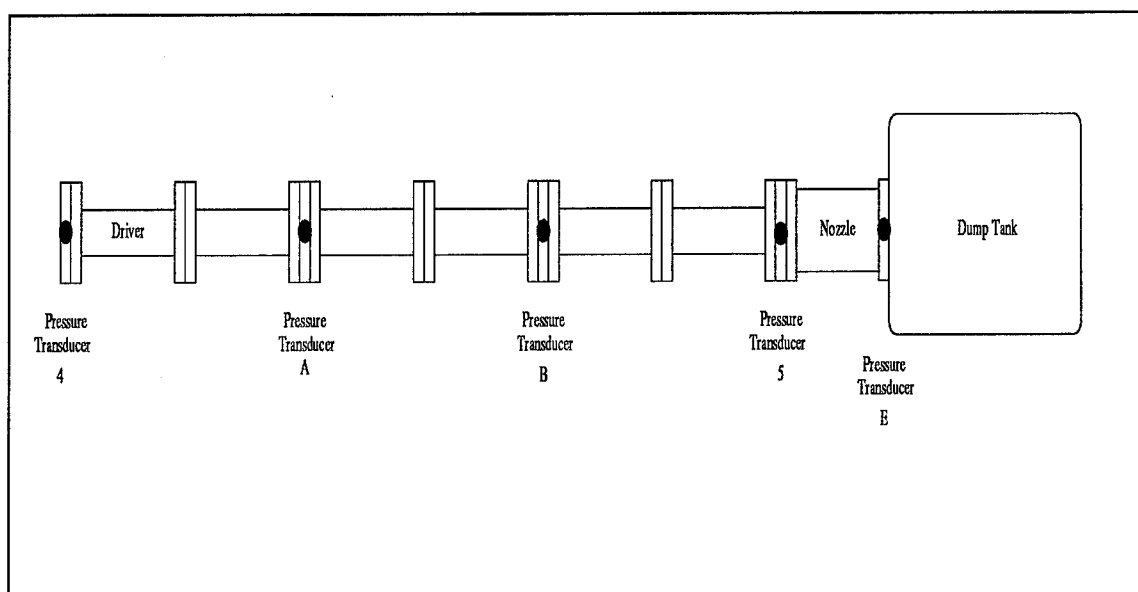 Driver
Nozzle
Dump Tank
Pressure
Transducer
4
Pressure
Transducer
A
Pressure
Transducer
B
Pressure
Transducer
5
Pressure
Transducer
E